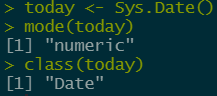 > today <- Sys.Date()
> mode(today)
[1] "numeric"
> class(today)
[1] "Date"